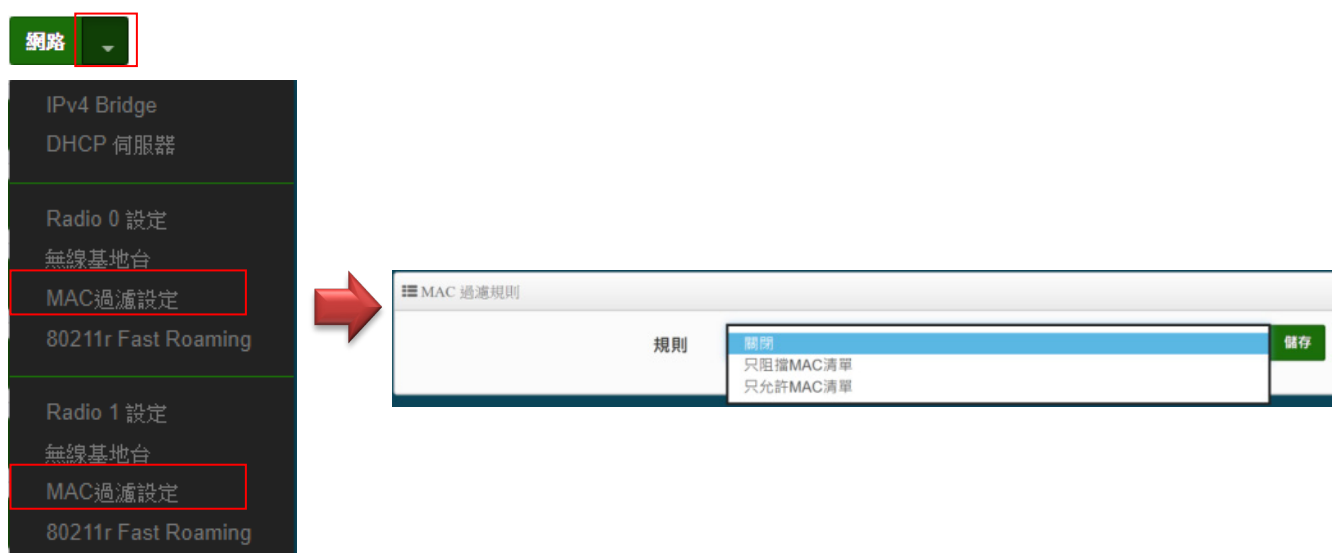 網路
IPv4 Bridge
DHCP 伺服器
Radio 0 設定
無線基地台
MAC過濾設定
80211r Fast Roaming
Radio 1 設定
無線基地台
MAC過濾設定
80211r Fast Roaming
MAC 過濾規則
規則
關閉
儲存
只阻擋MAC清單
只允許MAC清單